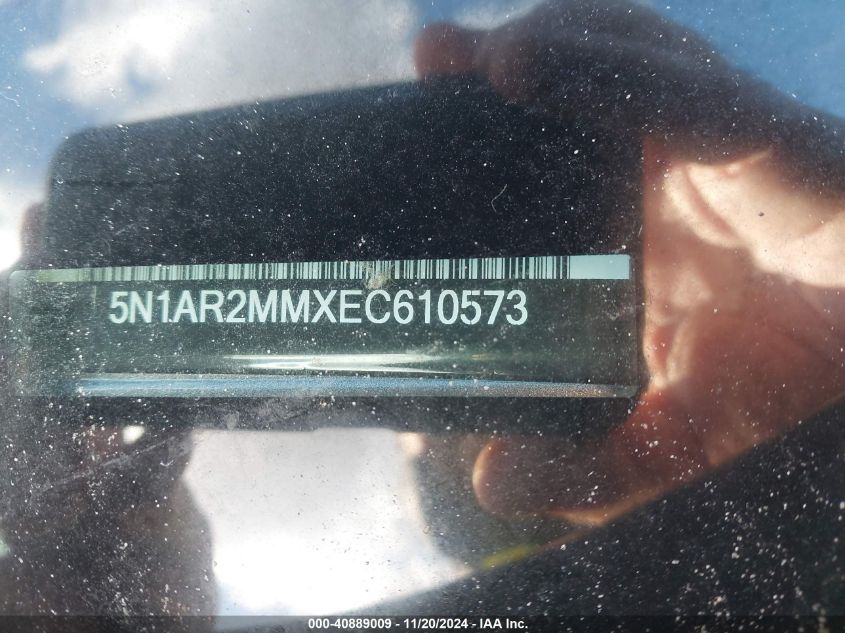 5N1AR2MMXEC610573
000-40889009 - 11/20/2024 - IAA Inc.